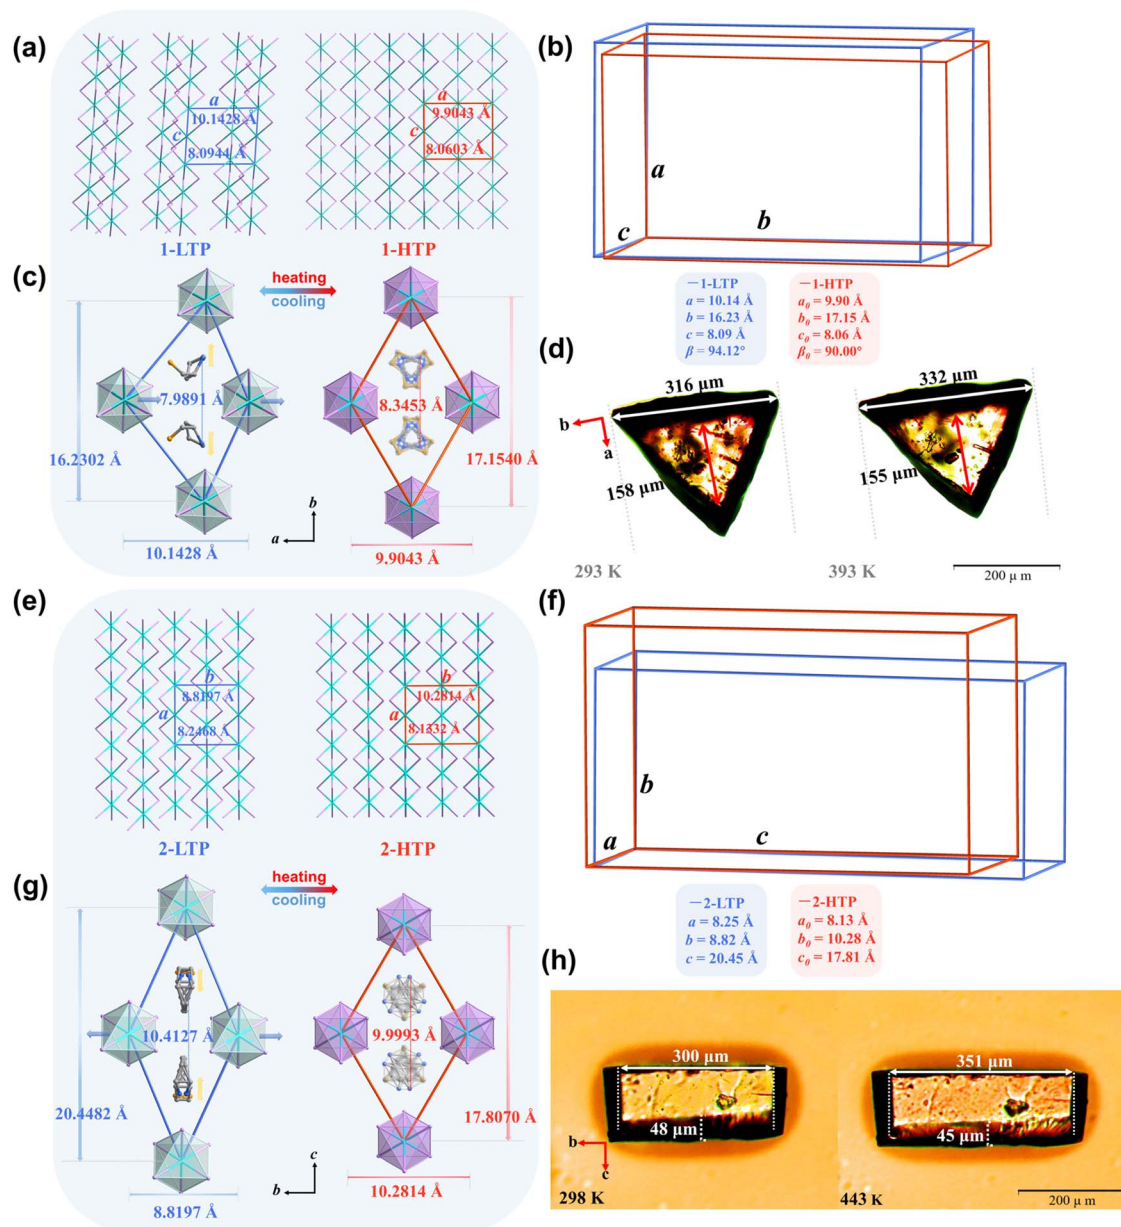 (a)
a
10.1428 Å
c
8.0944 Å
1-LTP
a
9.9043 Å
c
8.0603 Å
1-HTP
(b)
a
c
b
—1-LTP
a = 10.14 Å
b = 16.23 Å
c = 8.09 Å
β = 94.12°
—1-HTP
a₀ = 9.90 Å
b₀ = 17.15 Å
c₀ = 8.06 Å
β₀ = 90.00°
(c)
heating
cooling
7.9891 Å
16.2302 Å
10.1428 Å
b
a
8.3453 Å
17.1540 Å
9.9043 Å
(d)
316 μm
332 μm
b
a
158 μm
155 μm
293 K
393 K
200 μ m
(e)
b
8.8197 Å
a
8.2468 Å
2-LTP
b
10.2814 Å
a
8.1332 Å
2-HTP
(f)
b
a
c
—2-LTP
a = 8.25 Å
b = 8.82 Å
c = 20.45 Å
—2-HTP
a₀ = 8.13 Å
b₀ = 10.28 Å
c₀ = 17.81 Å
(g)
heating
cooling
10.4127 Å
20.4482 Å
8.8197 Å
c
b
9.9993 Å
17.8070 Å
10.2814 Å
(h)
300 μm
351 μm
48 μm
45 μm
b
c
298 K
443 K
200 μ m